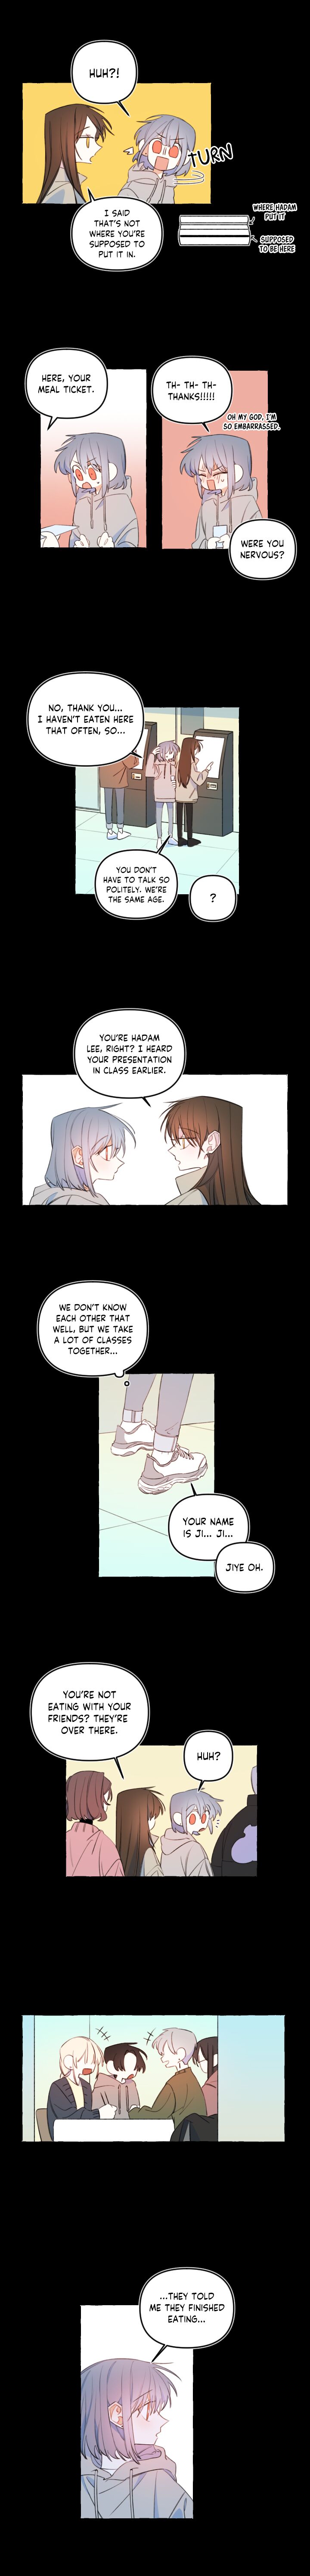 HUH?!
TURN
I SAID
THAT'S NOT
WHERE YOU'RE
SUPPOSED TO
PUT IT IN.
WHERE HADAM
PUT IT
SUPPOSED
TO BE HERE
HERE, YOUR
MEAL TICKET.
TH- TH- TH-
THANKS!!!!!
OH MY GOD, I'M
SO EMBARRASSED.
WERE YOU
NERVOUS?
NO, THANK YOU...
I HAVEN'T EATEN HERE
THAT OFTEN, SO...
YOU DON'T
HAVE TO TALK SO
POLITELY. WE'RE
THE SAME AGE.
?
YOU'RE HADAM
LEE, RIGHT? I HEARD
YOUR PRESENTATION
IN CLASS EARLIER.
WE DON'T KNOW
EACH OTHER THAT
WELL, BUT WE TAKE
A LOT OF CLASSES
TOGETHER...
YOUR NAME
IS JI... JI...
JIYE OH.
YOU'RE NOT
EATING WITH YOUR
FRIENDS? THEY'RE
OVER THERE.
HUH?
...THEY TOLD
ME THEY FINISHED
EATING...